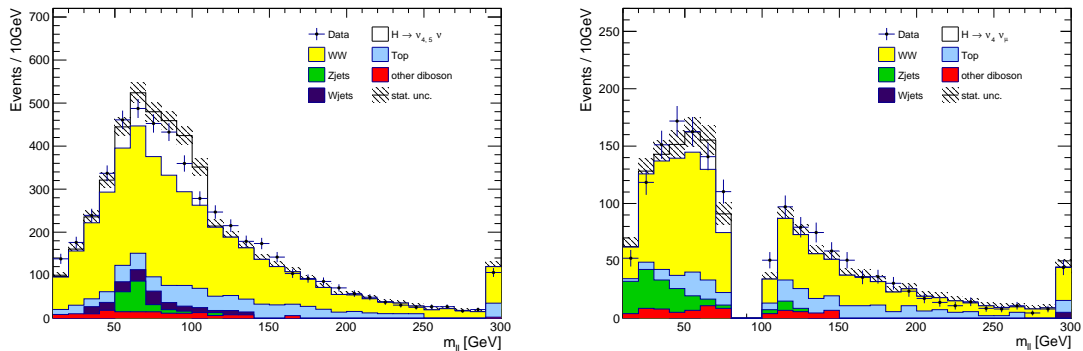 Events / 10GeV
700
600
500
400
300
200
100
0
Data
H → ν4, 5 ν
WW
Top
Zjets
other diboson
Wjets
stat. unc.
50 100 150 200 250 300
mll [GeV]
Events / 10GeV
250
200
150
100
50
0
Data
H → ν4 νμ
WW
Top
Zjets
other diboson
Wjets
stat. unc.
50 100 150 200 250 300
mll [GeV]